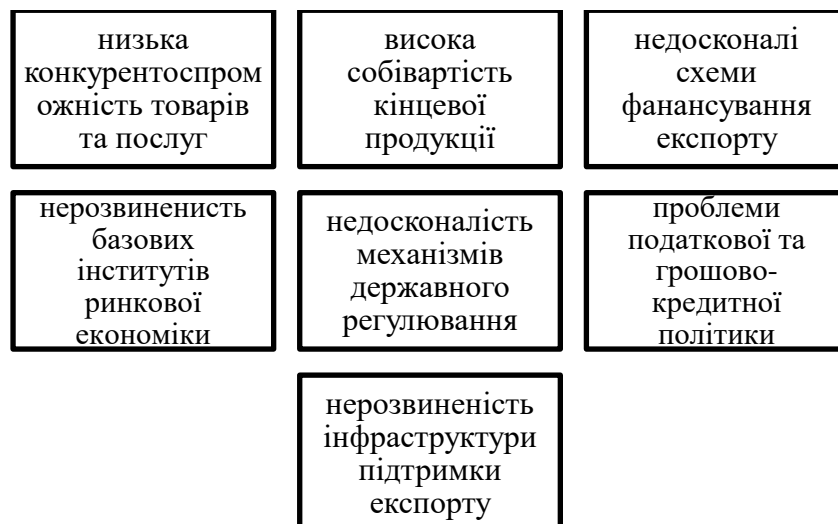 низька
конкурентоспром
ожність товарів
та послуг
висока
собівартість
кінцевої
продукції
недосконалі
схеми
фанансування
експорту
нерозвиненисть
базових
інститутів
ринкової
економіки
недосконалість
механізмів
державного
регулювання
проблеми
податкової та
грошово-
кредитної
політики
нерозвиненість
інфраструктури
підтримки
експорту